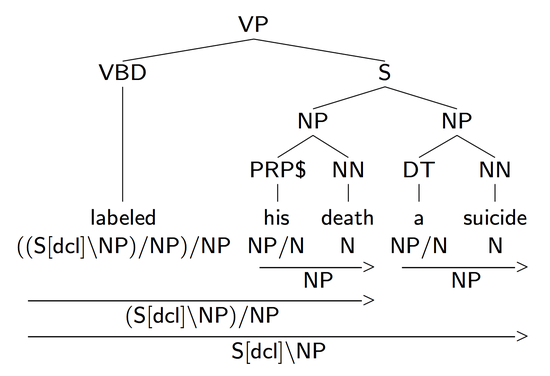 VP
VBD S
NP NP
PRP$ NN DT NN
labeled his death a suicide
((S[dcl]\NP)/NP)/NP NP/N N NP/N N
> >
NP NP
>
(S[dcl]\NP)/NP
>
S[dcl]\NP